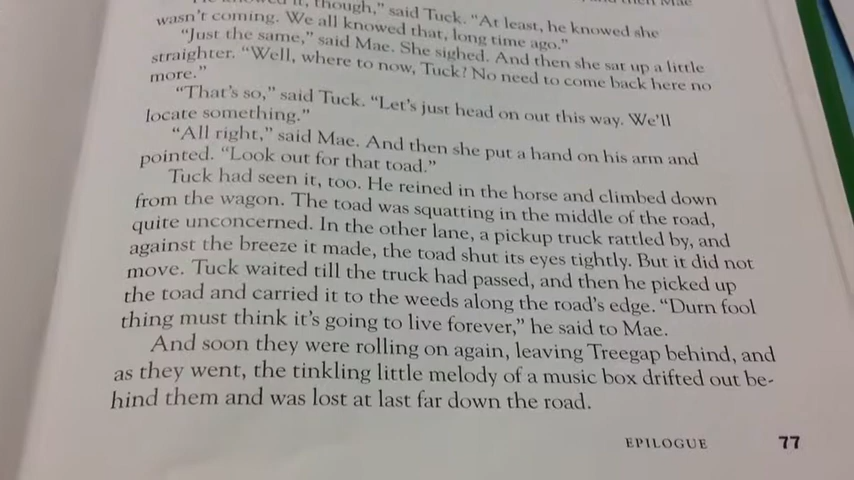 though,” said Tuck. “At least, he knowed she
wasn’t coming. We all knowed that, long time ago.”
“Just the same,” said Mae. She sighed. And then she sat up a little
straighter. “Well, where to now, Tuck? No need to come back here no
more.”
“That’s so,” said Tuck. “Let’s just head on out this way. We’ll
locate something.”
“All right,” said Mae. And then she put a hand on his arm and
pointed. “Look out for that toad.”
Tuck had seen it, too. He reined in the horse and climbed down
from the wagon. The toad was squatting in the middle of the road,
quite unconcerned. In the other lane, a pickup truck rattled by, and
against the breeze it made, the toad shut its eyes tightly. But it did not
move. Tuck waited till the truck had passed, and then he picked up
the toad and carried it to the weeds along the road’s edge. “Durn fool
thing must think it’s going to live forever,” he said to Mae.
And soon they were rolling on again, leaving Treegap behind, and
as they went, the tinkling little melody of a music box drifted out be-
hind them and was lost at last far down the road.
EPILOGUE 77